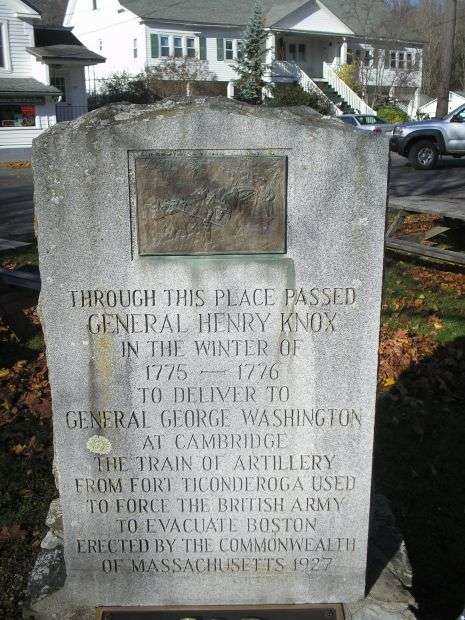 THROUGH THIS PLACE PASSED
GENERAL HENRY KNOX
IN THE WINTER OF
1775 — 1776
TO DELIVER TO
GENERAL GEORGE WASHINGTON
AT CAMBRIDGE
THE TRAIN OF ARTILLERY
FROM FORT TICONDEROGA USED
TO FORCE THE BRITISH ARMY
TO EVACUATE BOSTON
ERECTED BY THE COMMONWEALTH
OF MASSACHUSETTS 1927